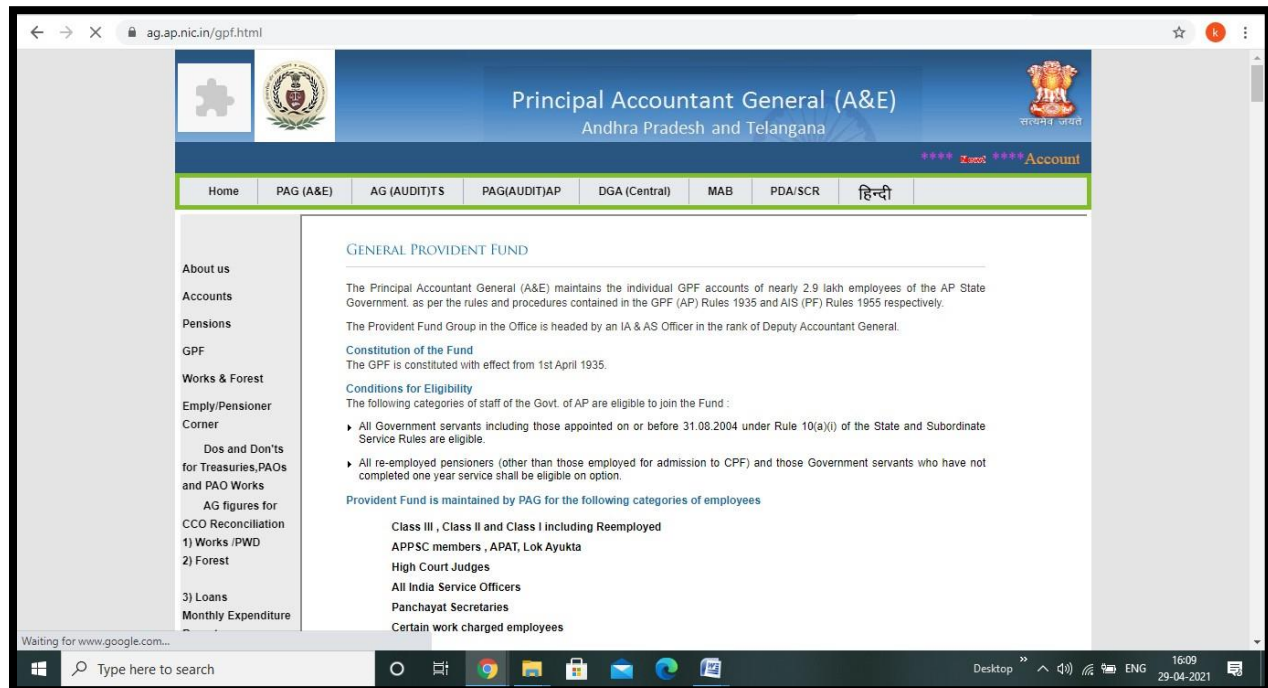 ag.ap.nic.in/gpf.html
k
Principal Accountant General (A&E)
Andhra Pradesh and Telangana
सत्यमेव जयते
**** ****Account
Home PAG (A&E) AG (AUDIT)TS PAG(AUDIT)AP DGA (Central) MAB PDA/SCR हिन्दी
About us
Accounts
Pensions
GPF
Works & Forest
Emply/Pensioner
Corner
Dos and Don'ts
for Treasuries,PAOs
and PAO Works
AG figures for
CCO Reconciliation
1) Works /PWD
2) Forest
3) Loans
Monthly Expenditure
GENERAL PROVIDENT FUND
The Principal Accountant General (A&E) maintains the individual GPF accounts of nearly 2.9 lakh employees of the AP State
Government. as per the rules and procedures contained in the GPF (AP) Rules 1935 and AIS (PF) Rules 1955 respectively.
The Provident Fund Group in the Office is headed by an IA & AS Officer in the rank of Deputy Accountant General.
Constitution of the Fund
The GPF is constituted with effect from 1st April 1935.
Conditions for Eligibility
The following categories of staff of the Govt. of AP are eligible to join the Fund :
All Government servants including those appointed on or before 31.08.2004 under Rule 10(a)(i) of the State and Subordinate
Service Rules are eligible.
All re-employed pensioners (other than those employed for admission to CPF) and those Government servants who have not
completed one year service shall be eligible on option.
Provident Fund is maintained by PAG for the following categories of employees
Class III , Class II and Class I including Reemployed
APPSC members , APAT, Lok Ayukta
High Court Judges
All India Service Officers
Panchayat Secretaries
Certain work charged employees
Waiting for www.google.com...
Type here to search
Desktop
ENG
16:09
29-04-2021